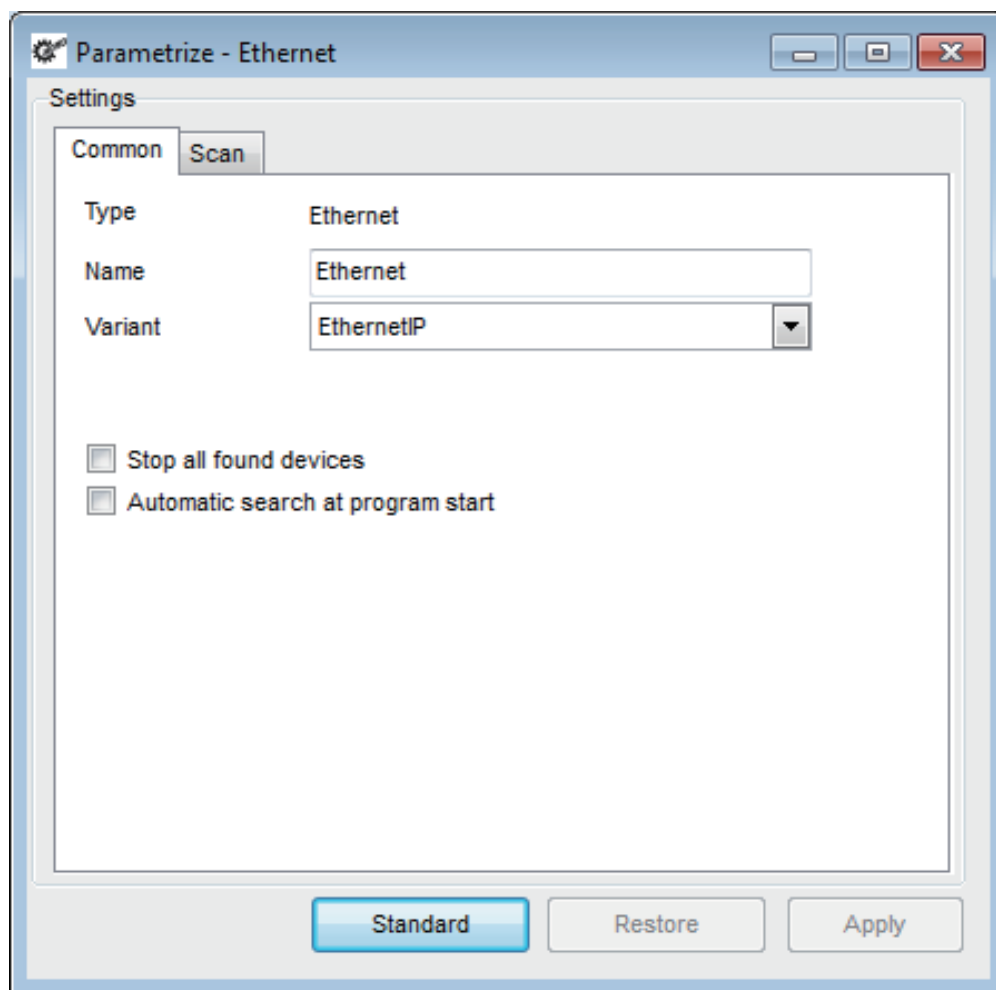 Parametrize - Ethernet
Settings
Common Scan
Type Ethernet
Name Ethernet
Variant EthernetIP
Stop all found devices
Automatic search at program start
Standard Restore Apply